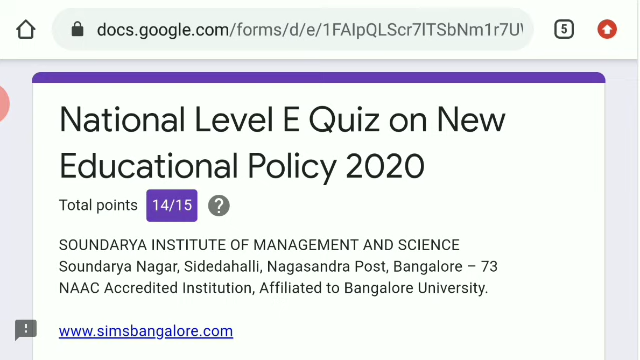 docs.google.com/forms/d/e/1FAIpQLScr7lTSbNm1r7U
5
National Level E Quiz on New
Educational Policy 2020
Total points 14/15 ?
SOUNDARYA INSTITUTE OF MANAGEMENT AND SCIENCE
Soundarya Nagar, Sidedahalli, Nagasandra Post, Bangalore – 73
NAAC Accredited Institution, Affiliated to Bangalore University.
www.simsbangalore.com